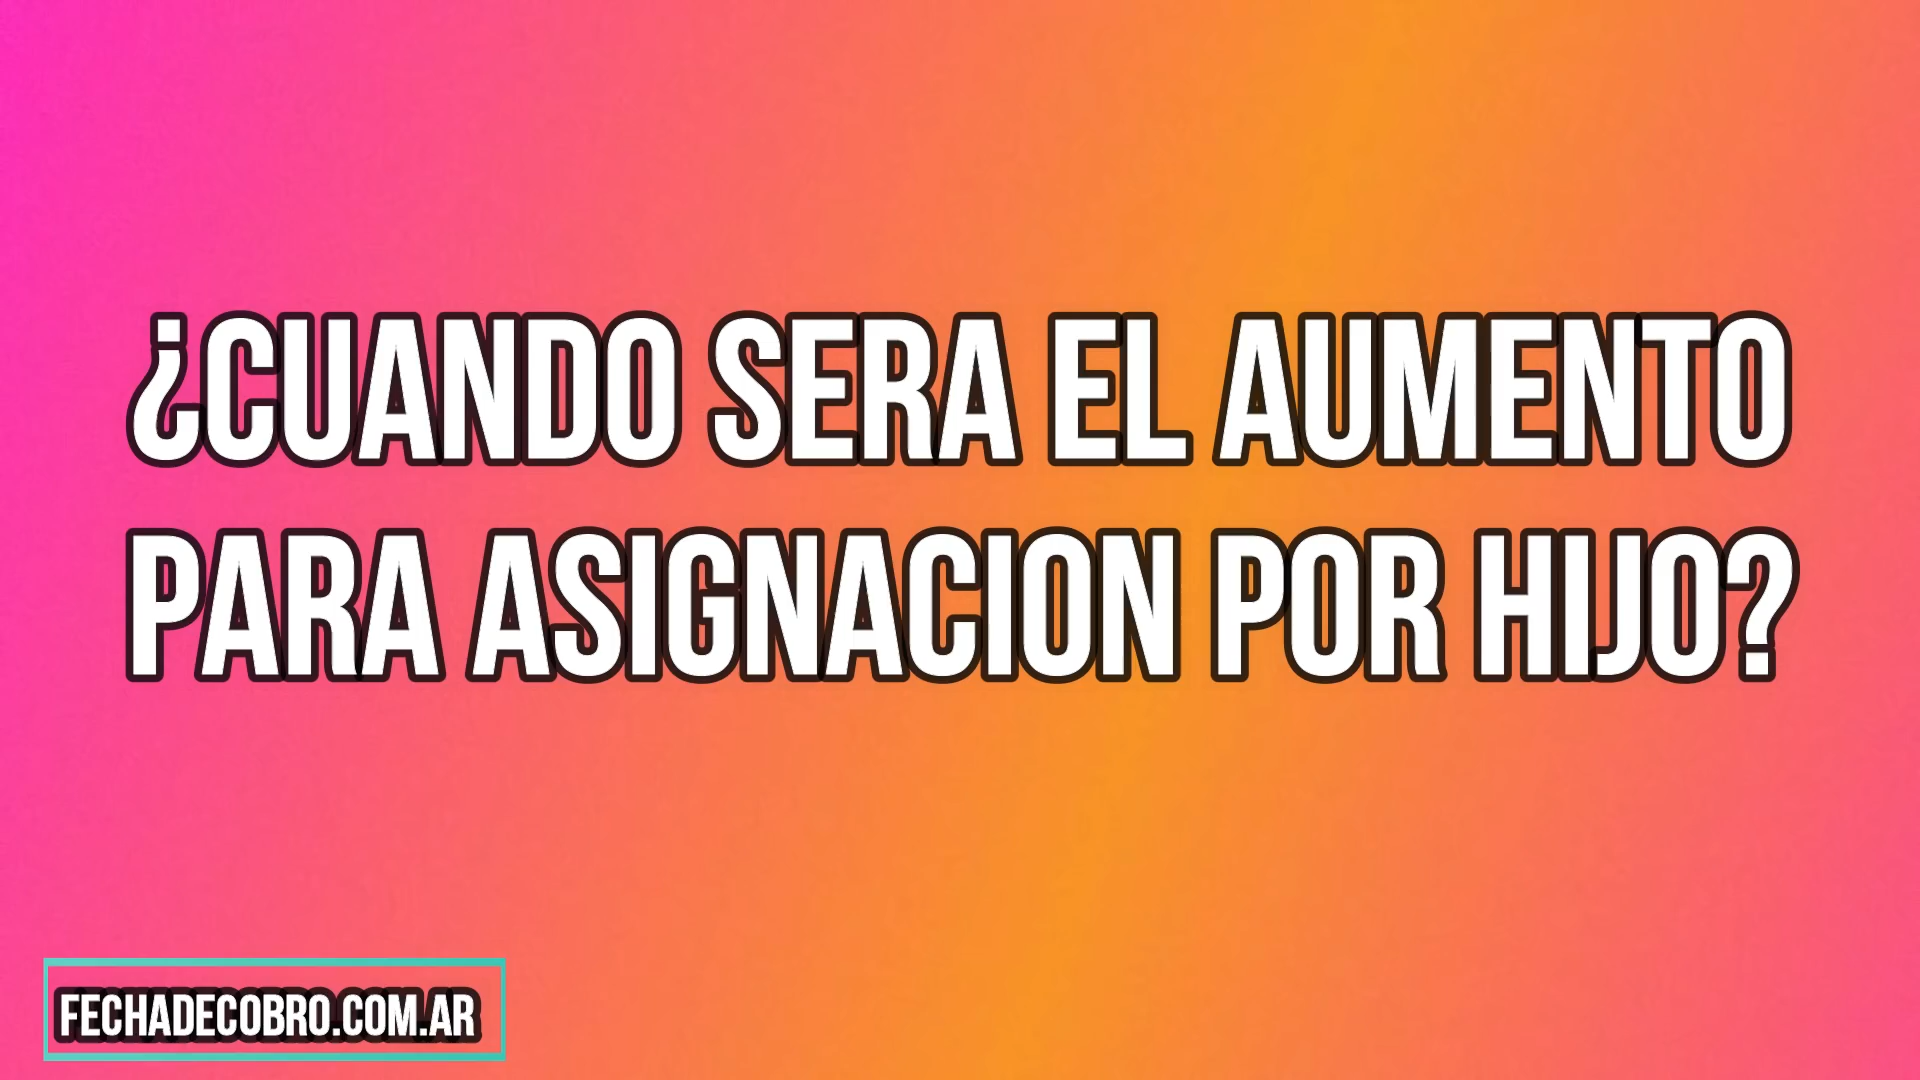 ¿CUANDO SERA EL AUMENTO
PARA ASIGNACION POR HIJO?
FECHADECOBRO.COM.AR